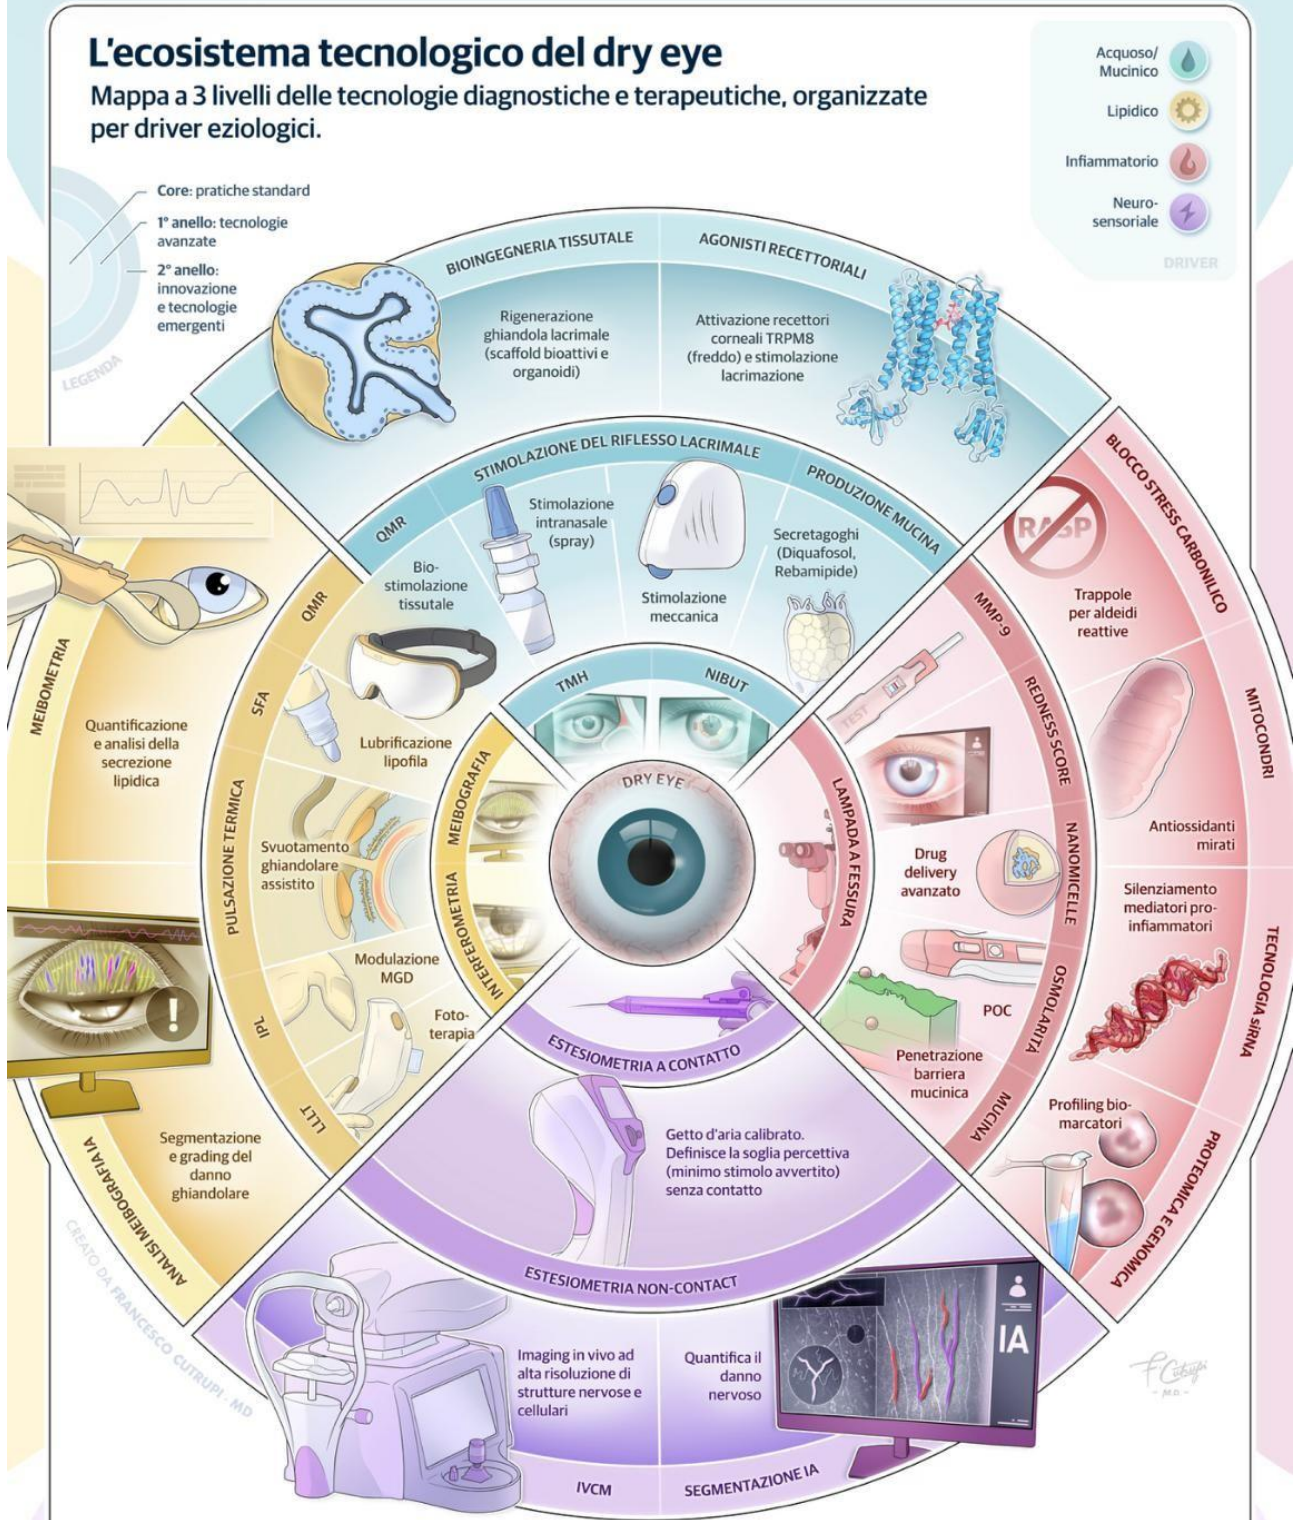 L'ecosistema tecnologico del dry eye
Mappa a 3 livelli delle tecnologie diagnostiche e terapeutiche, organizzate
per driver eziologici.
Acquoso/
Mucinico
Lipidico
Infiammatorio
Neuro-
sensoriale
DRIVER
Core: pratiche standard
1° anello: tecnologie
avanzate
2° anello:
innovazione
e tecnologie
emergenti
LEGENDA
BIOINGEGNERIA TISSUTALE
AGONISTI RECETTORIALI
Rigenerazione
ghiandola lacrimale
(scaffold bioattivi e
organoidi)
Attivazione recettori
corneali TRPM8
(freddo) e stimolazione
lacrimazione
QMR
STIMOLAZIONE DEL RIFLESSO LACRIMALE
PRODUZIONE MUCINA
Bio-
stimolazione
tissutale
Stimolazione
intranasale
(spray)
Stimolazione
meccanica
Secretagoghi
(Diquafosol,
Rebamipide)
TMH
NIBUT
DRY EYE
BLOCCO STRESS CARBONILICO
MITOCONDRI
TECNOLOGIA siRNA
PROTEOMICA E GENOMICA
RASP
Trappole
per aldeidi
reattive
Antiossidanti
mirati
Silenziamento
mediatori pro-
infiammatori
Profiling bio-
marcatori
MMP-9
REDNESS SCORE
NANOMICELLE
OSMOLARITÀ
MUCINA
TEST
Drug
delivery
avanzato
POC
Penetrazione
barriera
mucinica
LAMPADA A FESSURA
MEIBOMETRIA
Quantificazione
e analisi della
secrezione
lipidica
ANALISI MEIBOGRAFIA IA
!
Segmentazione
e grading del
danno
ghiandolare
QMR
SFA
PULSAZIONE TERMICA
IPL
LLLT
Lubrificazione
lipofila
Svuotamento
ghiandolare
assistito
Modulazione
MGD
Foto-
terapia
MEIBOGRAFIA
INTERFEROMETRIA
ESTESIOMETRIA A CONTATTO
Getto d'aria calibrato.
Definisce la soglia percettiva
(minimo stimolo avvertito)
senza contatto
ESTESIOMETRIA NON-CONTACT
Imaging in vivo ad
alta risoluzione di
strutture nervose e
cellulari
Quantifica il
danno
nervoso
IA
IVCM
SEGMENTAZIONE IA
CREATO DA FRANCESCO CUTRUPI · MD
F Cutrupi
- M.D. -